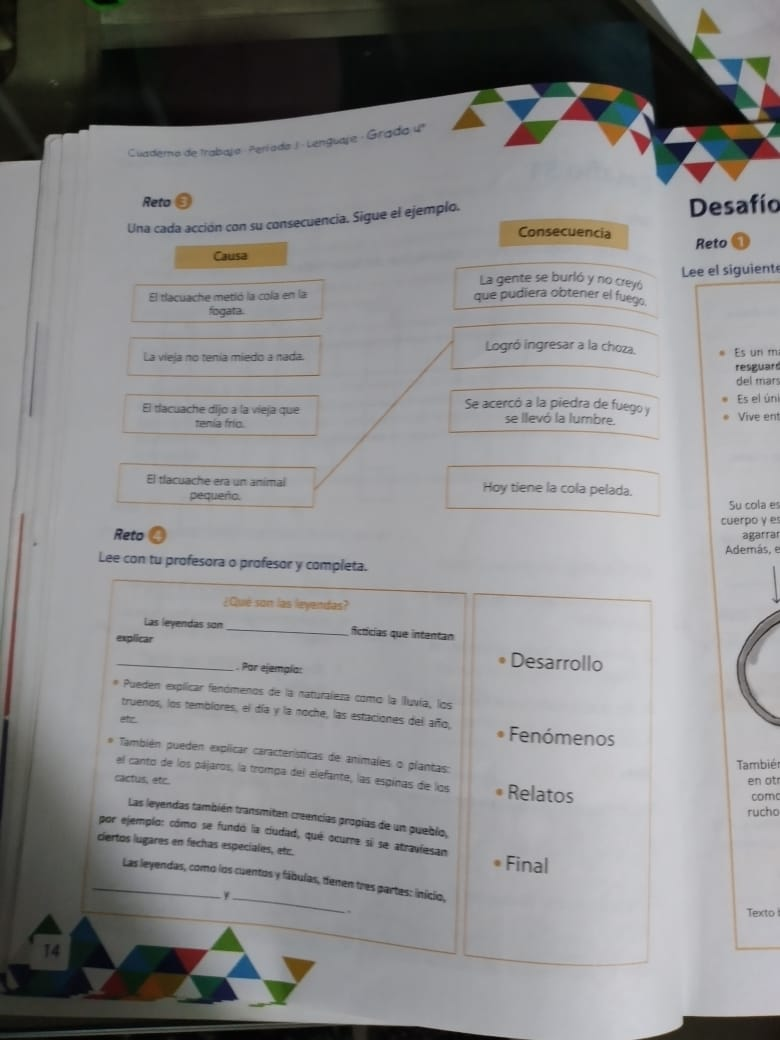 Cuaderno de trabajo · Periodo I · Lenguaje · Grado 4°
Reto 3
Una cada acción con su consecuencia. Sigue el ejemplo.
Causa
Consecuencia
El tlacuache metió la cola en la
fogata.
La vieja no tenía miedo a nada.
El tlacuache dijo a la vieja que
tenía frío.
El tlacuache era un animal
pequeño.
La gente se burló y no creyó
que pudiera obtener el fuego.
Logró ingresar a la choza.
Se acercó a la piedra de fuego y
se llevó la lumbre.
Hoy tiene la cola pelada.
Reto 4
Lee con tu profesora o profesor y completa.
¿Qué son las leyendas?
Las leyendas son ____________ ficticias que intentan
explicar
____________. Por ejemplo:
• Pueden explicar fenómenos de la naturaleza como la lluvia, los
truenos, los temblores, el día y la noche, las estaciones del año,
etc.
• También pueden explicar características de animales o plantas:
el canto de los pájaros, la trompa del elefante, las espinas de los
cactus, etc.
Las leyendas también transmiten creencias propias de un pueblo,
por ejemplo: cómo se fundó la ciudad, qué ocurre si se atraviesan
ciertos lugares en fechas especiales, etc.
Las leyendas, como los cuentos y fábulas, tienen tres partes: inicio,
____________ y ____________.
• Desarrollo
• Fenómenos
• Relatos
• Final
14
Desafío
Reto 1
Lee el siguiente
• Es un
resguard
del mars
• Es el
• Vive
Su cola es
cuerpo y es
agarrar
Además,
También
en
como
rucho
Texto